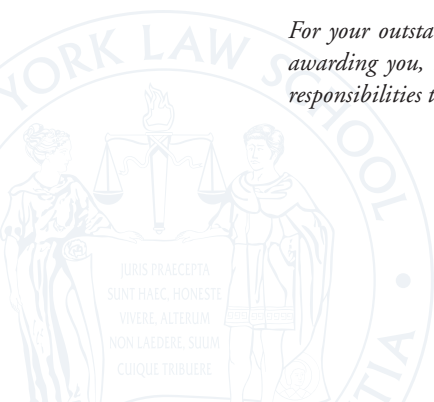 For your outsta
awarding you,
responsibilities t
YORK LAW SCHOOL
JURIS PRAECEPTA
SUNT HAEC, HONESTE
VIVERE, ALTERUM
NON LAEDERE, SUUM
CUIQUE TRIBUERE
TIA